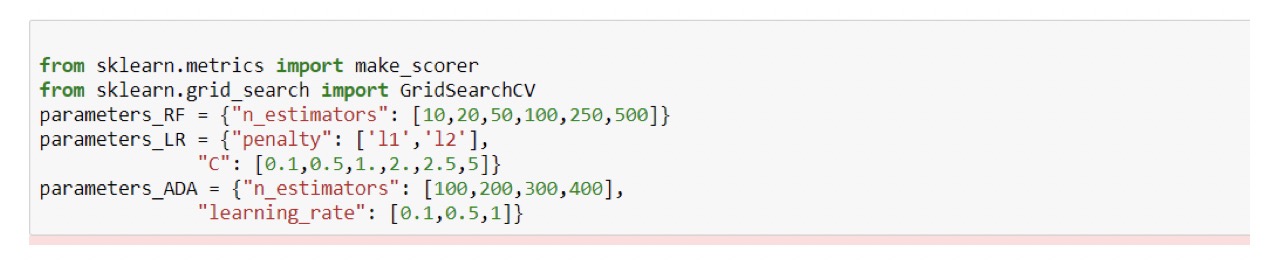 from sklearn.metrics import make_scorer
from sklearn.grid_search import GridSearchCV
parameters_RF = {"n_estimators": [10,20,50,100,250,500]}
parameters_LR = {"penalty": ['l1','l2'],
                 "C": [0.1,0.5,1.,2.,2.5,5]}
parameters_ADA = {"n_estimators": [100,200,300,400],
                 "learning_rate": [0.1,0.5,1]}